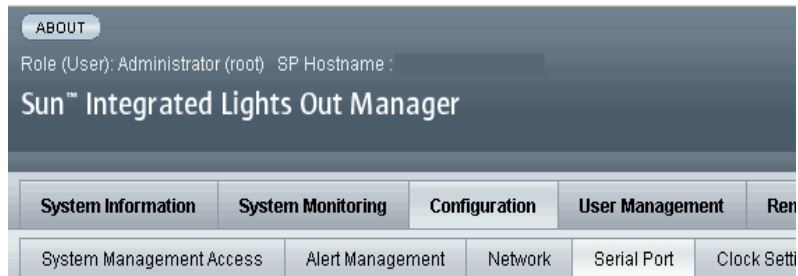 ABOUT
Role (User): Administrator (root) SP Hostname :
Sun™ Integrated Lights Out Manager
System Information System Monitoring Configuration User Management
System Management Access Alert Management Network Serial Port Clock